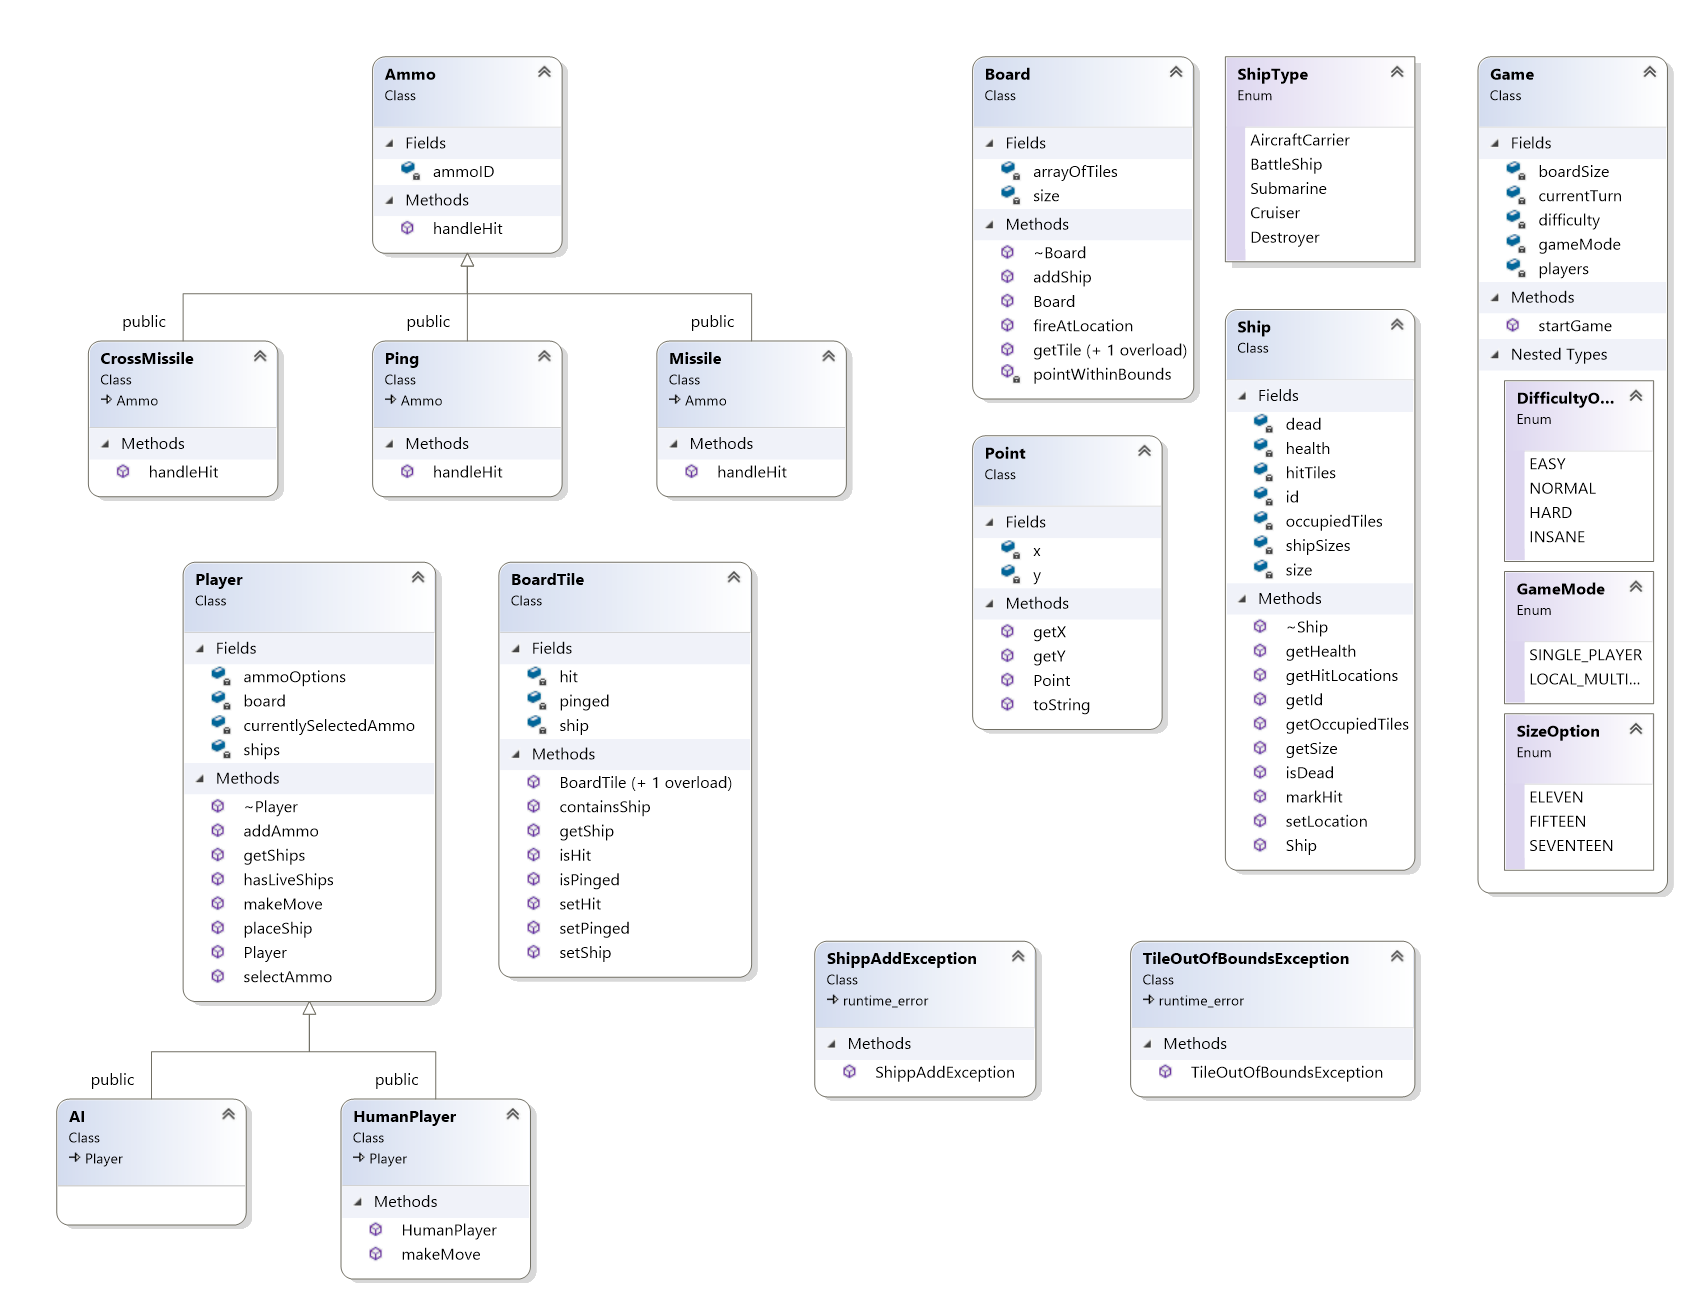 Ammo
Class
Fields
ammoID
Methods
handleHit
public
public
public
CrossMissile
Class
Ammo
Methods
handleHit
Ping
Class
Ammo
Methods
handleHit
Missile
Class
Ammo
Methods
handleHit
Board
Class
Fields
arrayOfTiles
size
Methods
~Board
addShip
Board
fireAtLocation
getTile (+ 1 overload)
pointWithinBounds
ShipType
Enum
AircraftCarrier
BattleShip
Submarine
Cruiser
Destroyer
Game
Class
Fields
boardSize
currentTurn
difficulty
gameMode
players
Methods
startGame
Nested Types
DifficultyO...
Enum
EASY
NORMAL
HARD
INSANE
GameMode
Enum
SINGLE_PLAYER
LOCAL_MULTI...
SizeOption
Enum
ELEVEN
FIFTEEN
SEVENTEEN
Ship
Class
Fields
dead
health
hitTiles
id
occupiedTiles
shipSizes
size
Methods
~Ship
getHealth
getHitLocations
getId
getOccupiedTiles
getSize
isDead
markHit
setLocation
Ship
Point
Class
Fields
x
y
Methods
getX
getY
Point
toString
Player
Class
Fields
ammoOptions
board
currentlySelectedAmmo
ships
Methods
~Player
addAmmo
getShips
hasLiveShips
makeMove
placeShip
Player
selectAmmo
BoardTile
Class
Fields
hit
pinged
ship
Methods
BoardTile (+ 1 overload)
containsShip
getShip
isHit
isPinged
setHit
setPinged
setShip
ShippAddException
Class
runtime_error
Methods
ShippAddException
TileOutOfBoundsException
Class
runtime_error
Methods
TileOutOfBoundsException
public
public
AI
Class
Player
HumanPlayer
Class
Player
Methods
HumanPlayer
makeMove